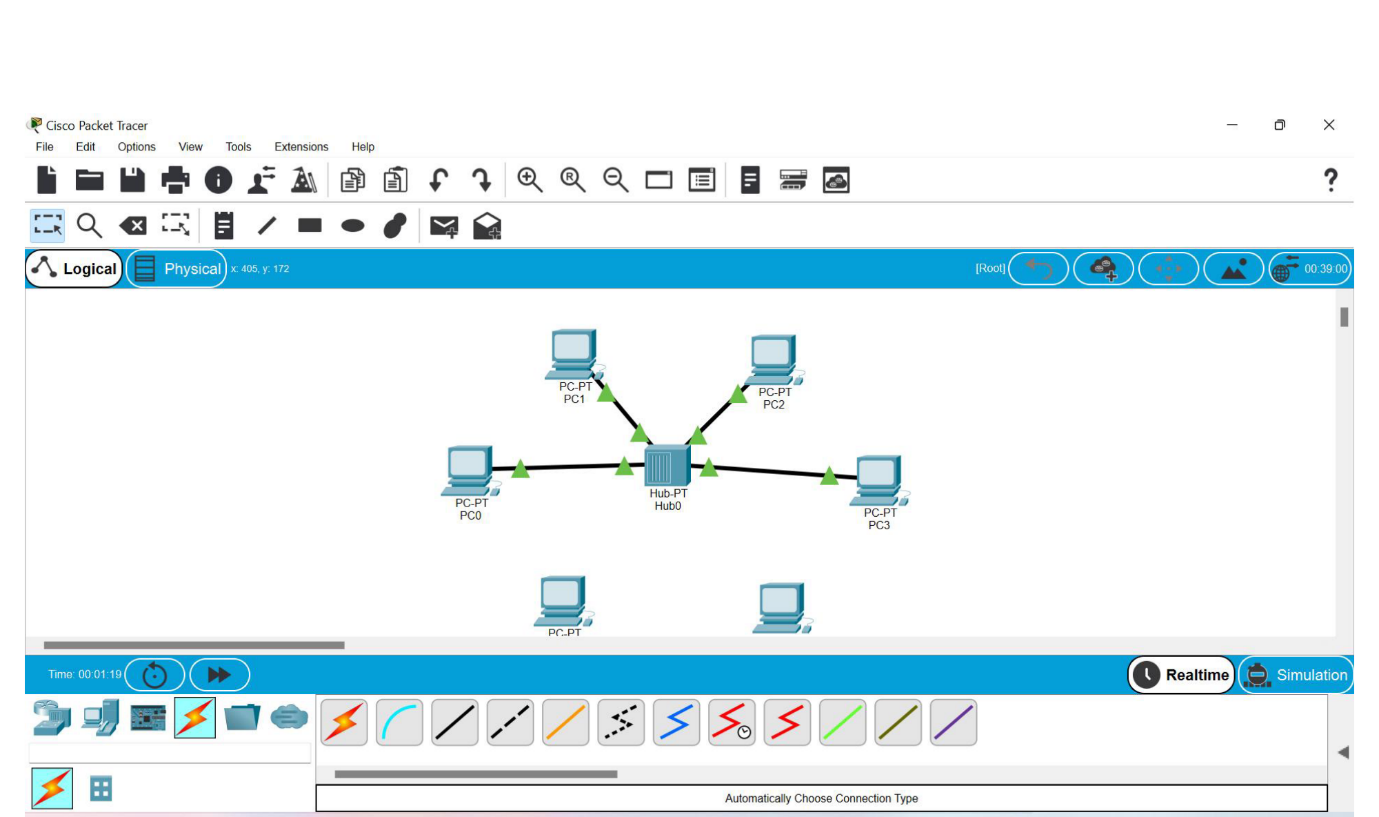 Cisco Packet Tracer
File Edit Options View Tools Extensions Help
R
?
Logical Physical x: 405, y: 172 [Root] 00:39:00
PC-PT
PC1
PC-PT
PC2
PC-PT
PC0
Hub-PT
Hub0
PC-PT
PC3
PC-PT
Time: 00:01:19 Realtime Simulation
Automatically Choose Connection Type